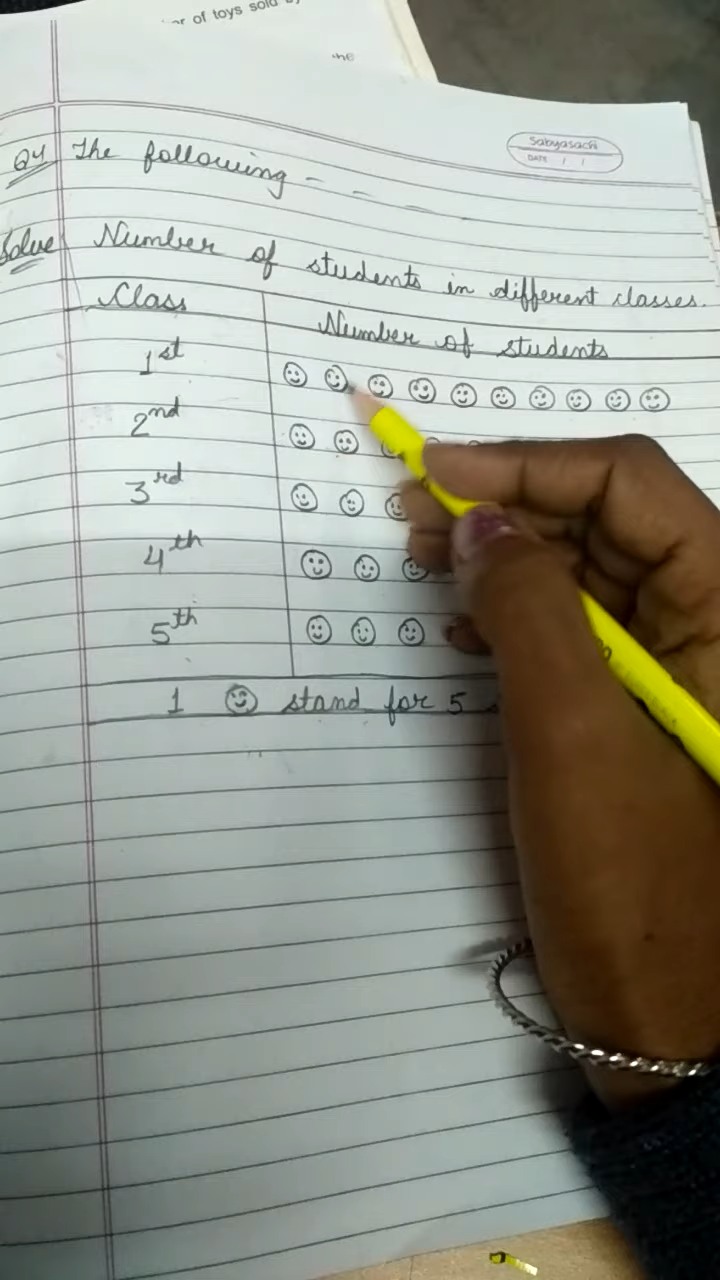 of toys sold
the
Sabyasachi
DATE / /
Q4 The following - - -
Solve Number of students in different classes.
Class Number of students
1st
2nd
3rd
4th
5th
1 stand for 5